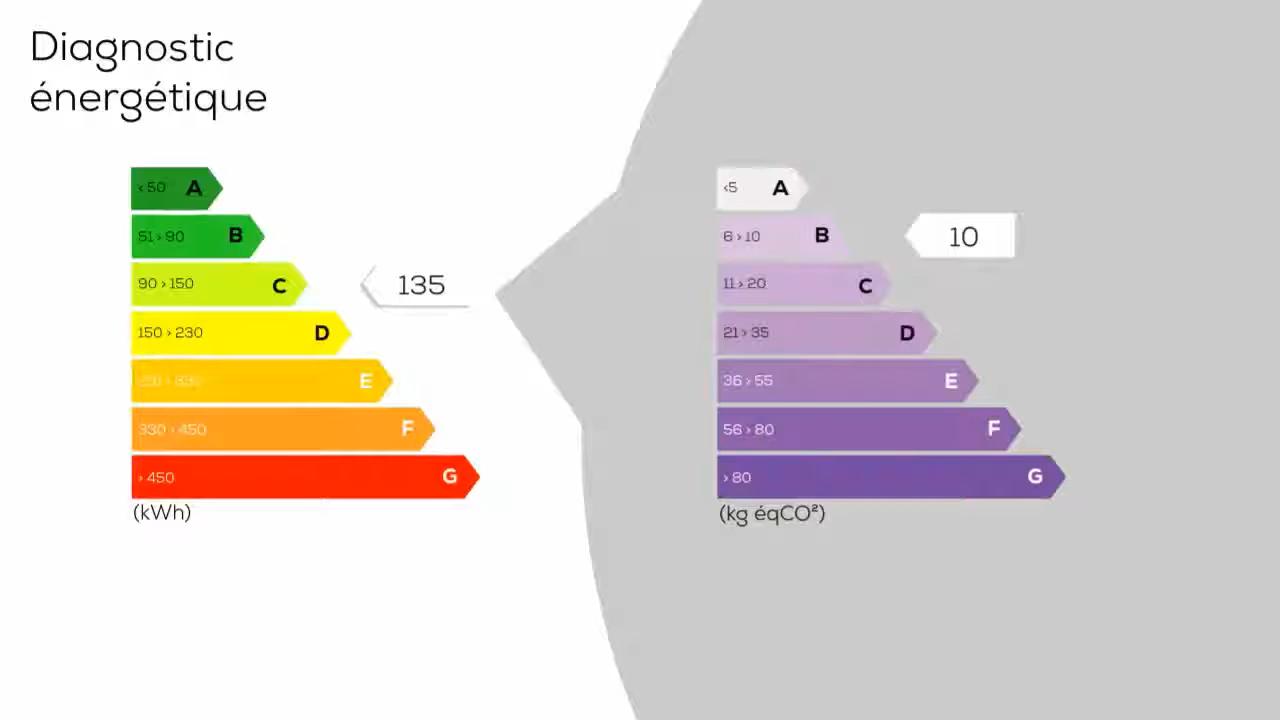 Diagnostic
énergétique
<50 A
51 > 90 B
90 > 150 C
135
150 > 230 D
E
330 > 450 F
> 450 G
(kWh)
<5 A
6 > 10 B
10
11 > 20 C
21 > 35 D
36 > 55 E
56 > 80 F
> 80 G
(kg éqCO²)